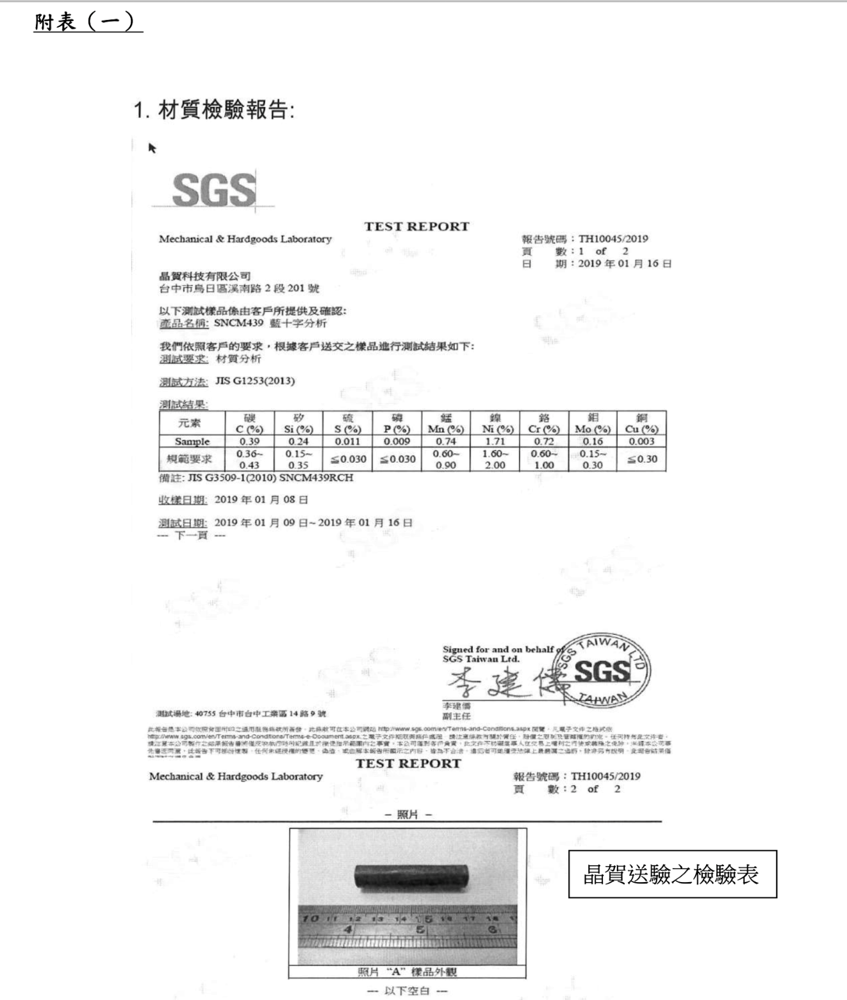 附表（一）
1. 材質檢驗報告:
SGS
TEST REPORT
Mechanical & Hardgoods Laboratory
報告號碼：TH10045/2019
頁 數：1 of 2
日 期：2019 年 01 月 16 日
晶賀科技有限公司
台中市烏日區溪南路 2 段 201 號
以下測試樣品係由客戶所提供及確認:
產品名稱: SNCM439 藍十字分析
我們依照客戶的要求，根據客戶送交之樣品進行測試結果如下:
測試要求: 材質分析
測試方法: JIS G1253(2013)
測試結果:
元素 碳 C (%) 矽 Si (%) 硫 S (%) 磷 P (%) 錳 Mn (%) 鎳 Ni (%) 鉻 Cr (%) 鉬 Mo (%) 銅 Cu (%)
Sample 0.39 0.24 0.011 0.009 0.74 1.71 0.72 0.16 0.003
規範要求 0.36~0.43 0.15~0.35 ≦0.030 ≦0.030 0.60~0.90 1.60~2.00 0.60~1.00 0.15~0.30 ≦0.30
備註: JIS G3509-1(2010) SNCM439RCH
收樣日期: 2019 年 01 月 08 日
測試日期: 2019 年 01 月 09 日~ 2019 年 01 月 16 日
--- 下一頁 ---
Signed for and on behalf of
SGS Taiwan Ltd.
SGS TAIWAN LTD
SGS
TAIWAN
李建儒
副主任
測試場地: 40755 台中市台中工業區 14 路 9 號
TEST REPORT
Mechanical & Hardgoods Laboratory
報告號碼：TH10045/2019
頁 數：2 of 2
– 照片 –
10 11 12 13 14 15 16 17 18
4 5 6
照片 “A” 樣品外觀
--- 以下空白 ---
晶賀送驗之檢驗表